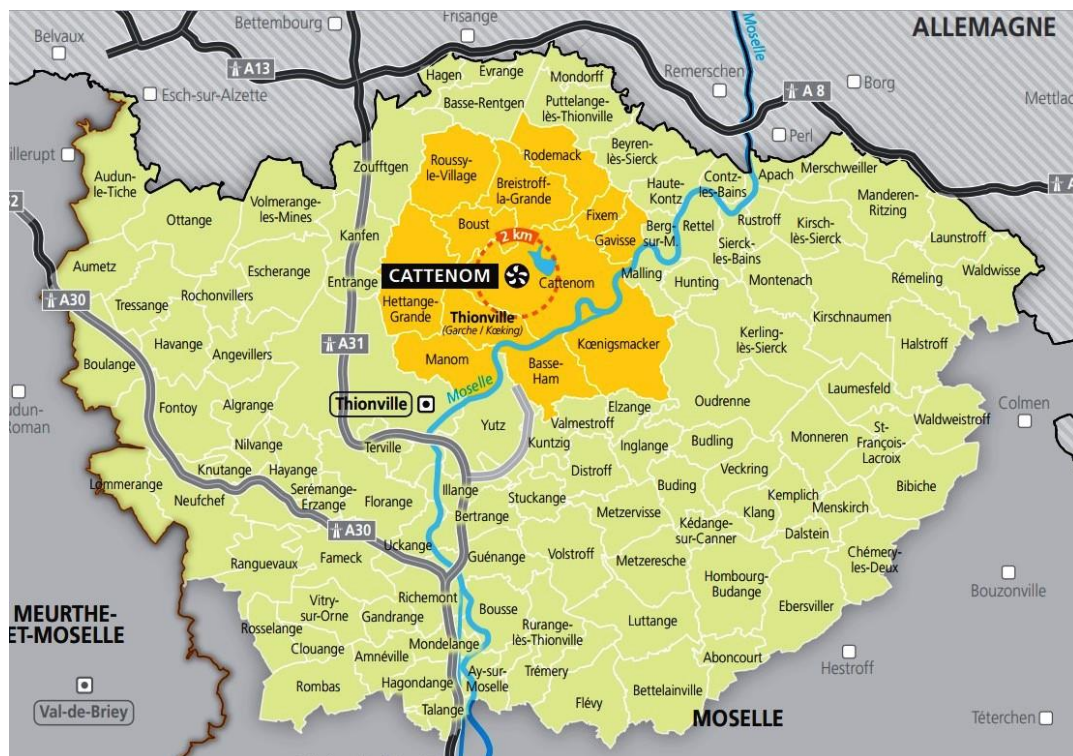 Frisange
Bettembourg
ALLEMAGNE
Belvaux
Moselle
A13
Remerschen
Borg
Esch-sur-Alzette
A 8
Mettlac
Hagen
Evrange
Mondorff
Basse-Rentgen
Puttelange-
lès-Thionville
Perl
illerupt
Audun-
le-Tiche
Zoufftgen
Roussy-
le-Village
Rodemack
Beyren-
lès-Sierck
Contz-
les-Bains
Apach
Merschweiller
Manderen-
Ritzing
Breistroff-
la-Grande
Haute-
Kontz
Volmerange-
les-Mines
Ottange
Boust
Fixem
Gavisse
Berg-
sur-M.
Rettel
Rustroff
Kirsch-
lès-Sierck
Launstroff
Kanfen
2 km
Sierck-
les-Bains
Aumetz
Escherange
Entrange
CATTENOM
Cattenom
Malling
Hunting
Montenach
Rémeling
Waldwisse
A30
Tressange
Rochonvilliers
Hettange-
Grande
Thionville
(Garche / Kœking)
Kirschnaumen
Havange
Angevillers
A31
Manom
Basse-
Ham
Kœnigsmacker
Kerling-
lès-Sierck
Halstroff
Boulange
Moselle
Thionville
Laumesfeld
Colmen
Audun-
-Roman
Fontoy
Algrange
Elzange
Oudrenne
Waldweistroff
Yutz
Valmestroff
Kuntzig
Inglange
Budling
Monneren
St-
François-
Lacroix
Nilvange
Terville
Knutange
Hayange
Distroff
Veckring
Bibiche
Lommerange
Neufchef
Serémange-
Erzange
Florange
Illange
Stuckange
Buding
Kemplich
Klang
Menskirch
Bertrange
Metzervisse
Kédange-
sur-Canner
Dalstein
A30
Uckange
Guénange
Volstroff
Metzeresche
Chémery-
les-Deux
Ranguevaux
Fameck
Hombourg-
Budange
Bouzonville
Richemont
Ebersviller
MEURTHE-
ET-MOSELLE
Vitry-
sur-Orne
Gandrange
Bousse
Rurange-
lès-Thionville
Luttange
Rosselange
Clouange
Amnéville
Mondelange
Aboncourt
Hestroff
Val-de-Briey
Rombas
Hagondange
Ay-sur-
Moselle
Trémery
Bettelainville
Talange
Flévy
MOSELLE
Téterchen